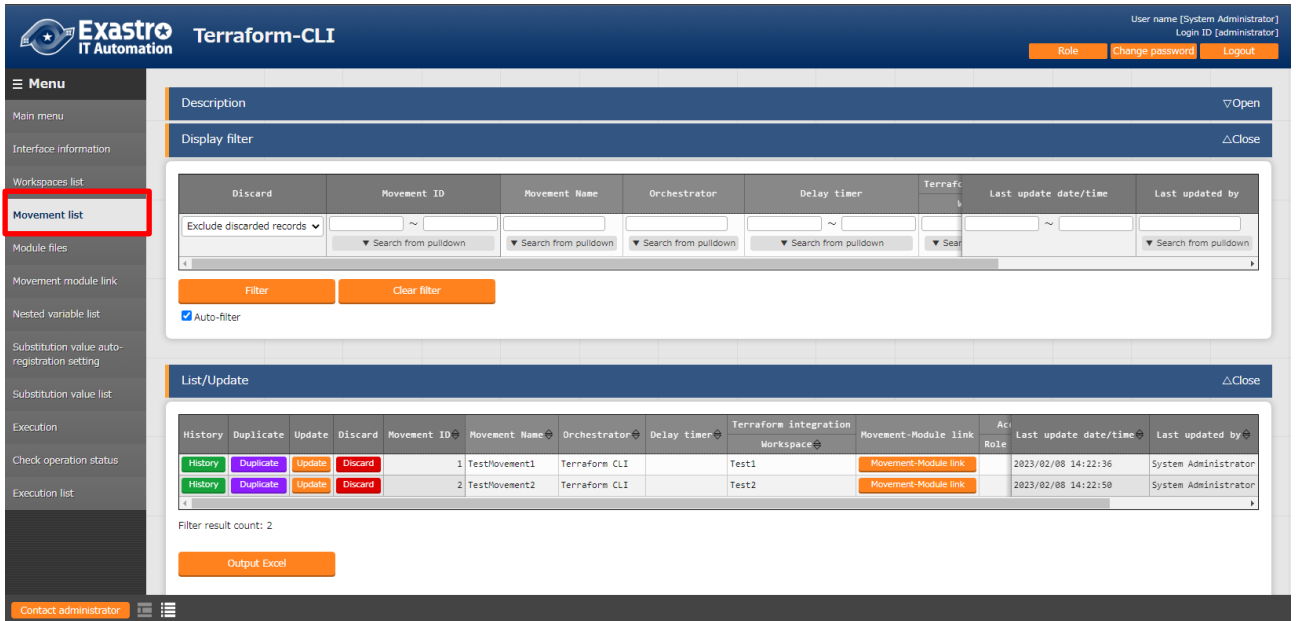 Exastro
IT Automation
Terraform-CLI
User name [System Administrator]
Login ID [administrator]
Role Change password Logout
☰ Menu
Main menu
Interface information
Workspaces list
Movement list
Module files
Movement module link
Nested variable list
Substitution value auto-
registration setting
Substitution value list
Execution
Check operation status
Execution list
Description ▽Open
Display filter △Close
Discard Movement ID Movement Name Orchestrator Delay timer Terrafo Last update date/time Last updated by
Exclude discarded records ~ ~ ~
▼ Search from pulldown ▼ Search from pulldown ▼ Search from pulldown ▼ Search from pulldown ▼ Sear ▼ Search from pulldown
Filter Clear filter
Auto-filter
List/Update △Close
History Duplicate Update Discard Movement ID Movement Name Orchestrator Delay timer Terraform integration Movement-Module link Ac Last update date/time Last updated by
Workspace Role
History Duplicate Update Discard 1 TestMovement1 Terraform CLI Test1 Movement-Module link 2023/02/08 14:22:36 System Administrator
History Duplicate Update Discard 2 TestMovement2 Terraform CLI Test2 Movement-Module link 2023/02/08 14:22:50 System Administrator
Filter result count: 2
Output Excel
Contact administrator